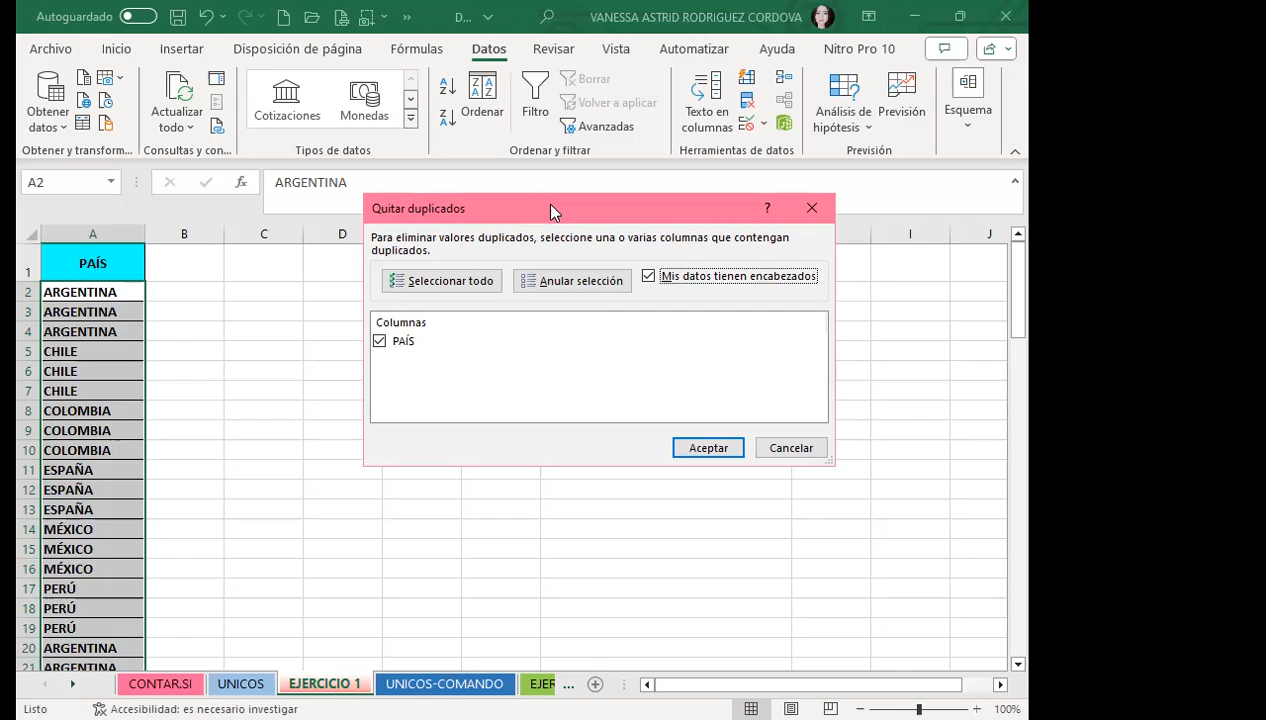 Autoguardado
D...
VANESSA ASTRID RODRIGUEZ CORDOVA
Archivo Inicio Insertar Disposición de página Fórmulas Datos Revisar Vista Automatizar Ayuda Nitro Pro 10
Obtener datos
Actualizar todo
Cotizaciones
Monedas
Ordenar
Filtro
Borrar
Volver a aplicar
Avanzadas
Texto en columnas
Análisis de hipótesis
Previsión
Esquema
Obtener y transform... Consultas y con... Tipos de datos Ordenar y filtrar Herramientas de datos Previsión
A2 fx ARGENTINA
Quitar duplicados ?
Para eliminar valores duplicados, seleccione una o varias columnas que contengan
duplicados.
Seleccionar todo Anular selección Mis datos tienen encabezados
Columnas
PAÍS
Aceptar Cancelar
A B C D I J
1 PAÍS
2 ARGENTINA
3 ARGENTINA
4 ARGENTINA
5 CHILE
6 CHILE
7 CHILE
8 COLOMBIA
9 COLOMBIA
10 COLOMBIA
11 ESPAÑA
12 ESPAÑA
13 ESPAÑA
14 MÉXICO
15 MÉXICO
16 MÉXICO
17 PERÚ
18 PERÚ
19 PERÚ
20 ARGENTINA
21 ARGENTINA
CONTAR.SI UNICOS EJERCICIO 1 UNICOS-COMANDO EJER ...
Listo Accesibilidad: es necesario investigar 100%